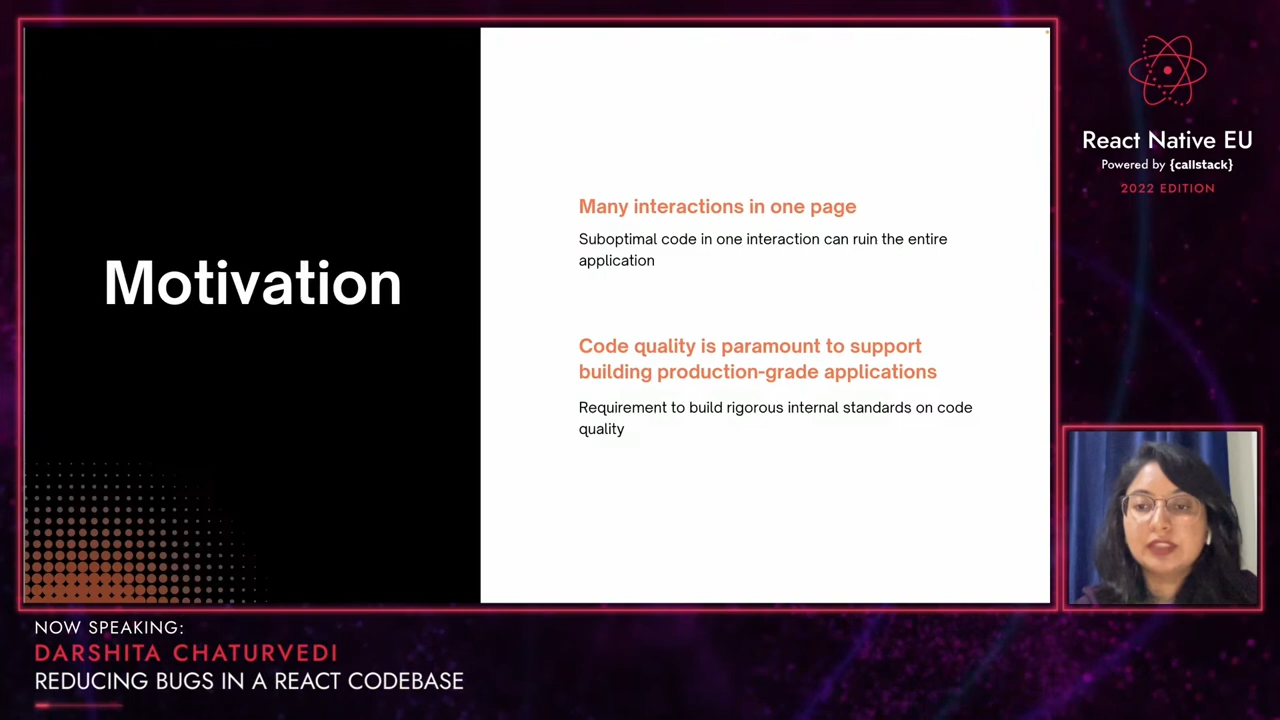 Motivation
Many interactions in one page
Suboptimal code in one interaction can ruin the entire
application
Code quality is paramount to support
building production-grade applications
Requirement to build rigorous internal standards on code
quality
React Native EU
Powered by {callstack}
2022 EDITION
NOW SPEAKING:
DARSHITA CHATURVEDI
REDUCING BUGS IN A REACT CODEBASE